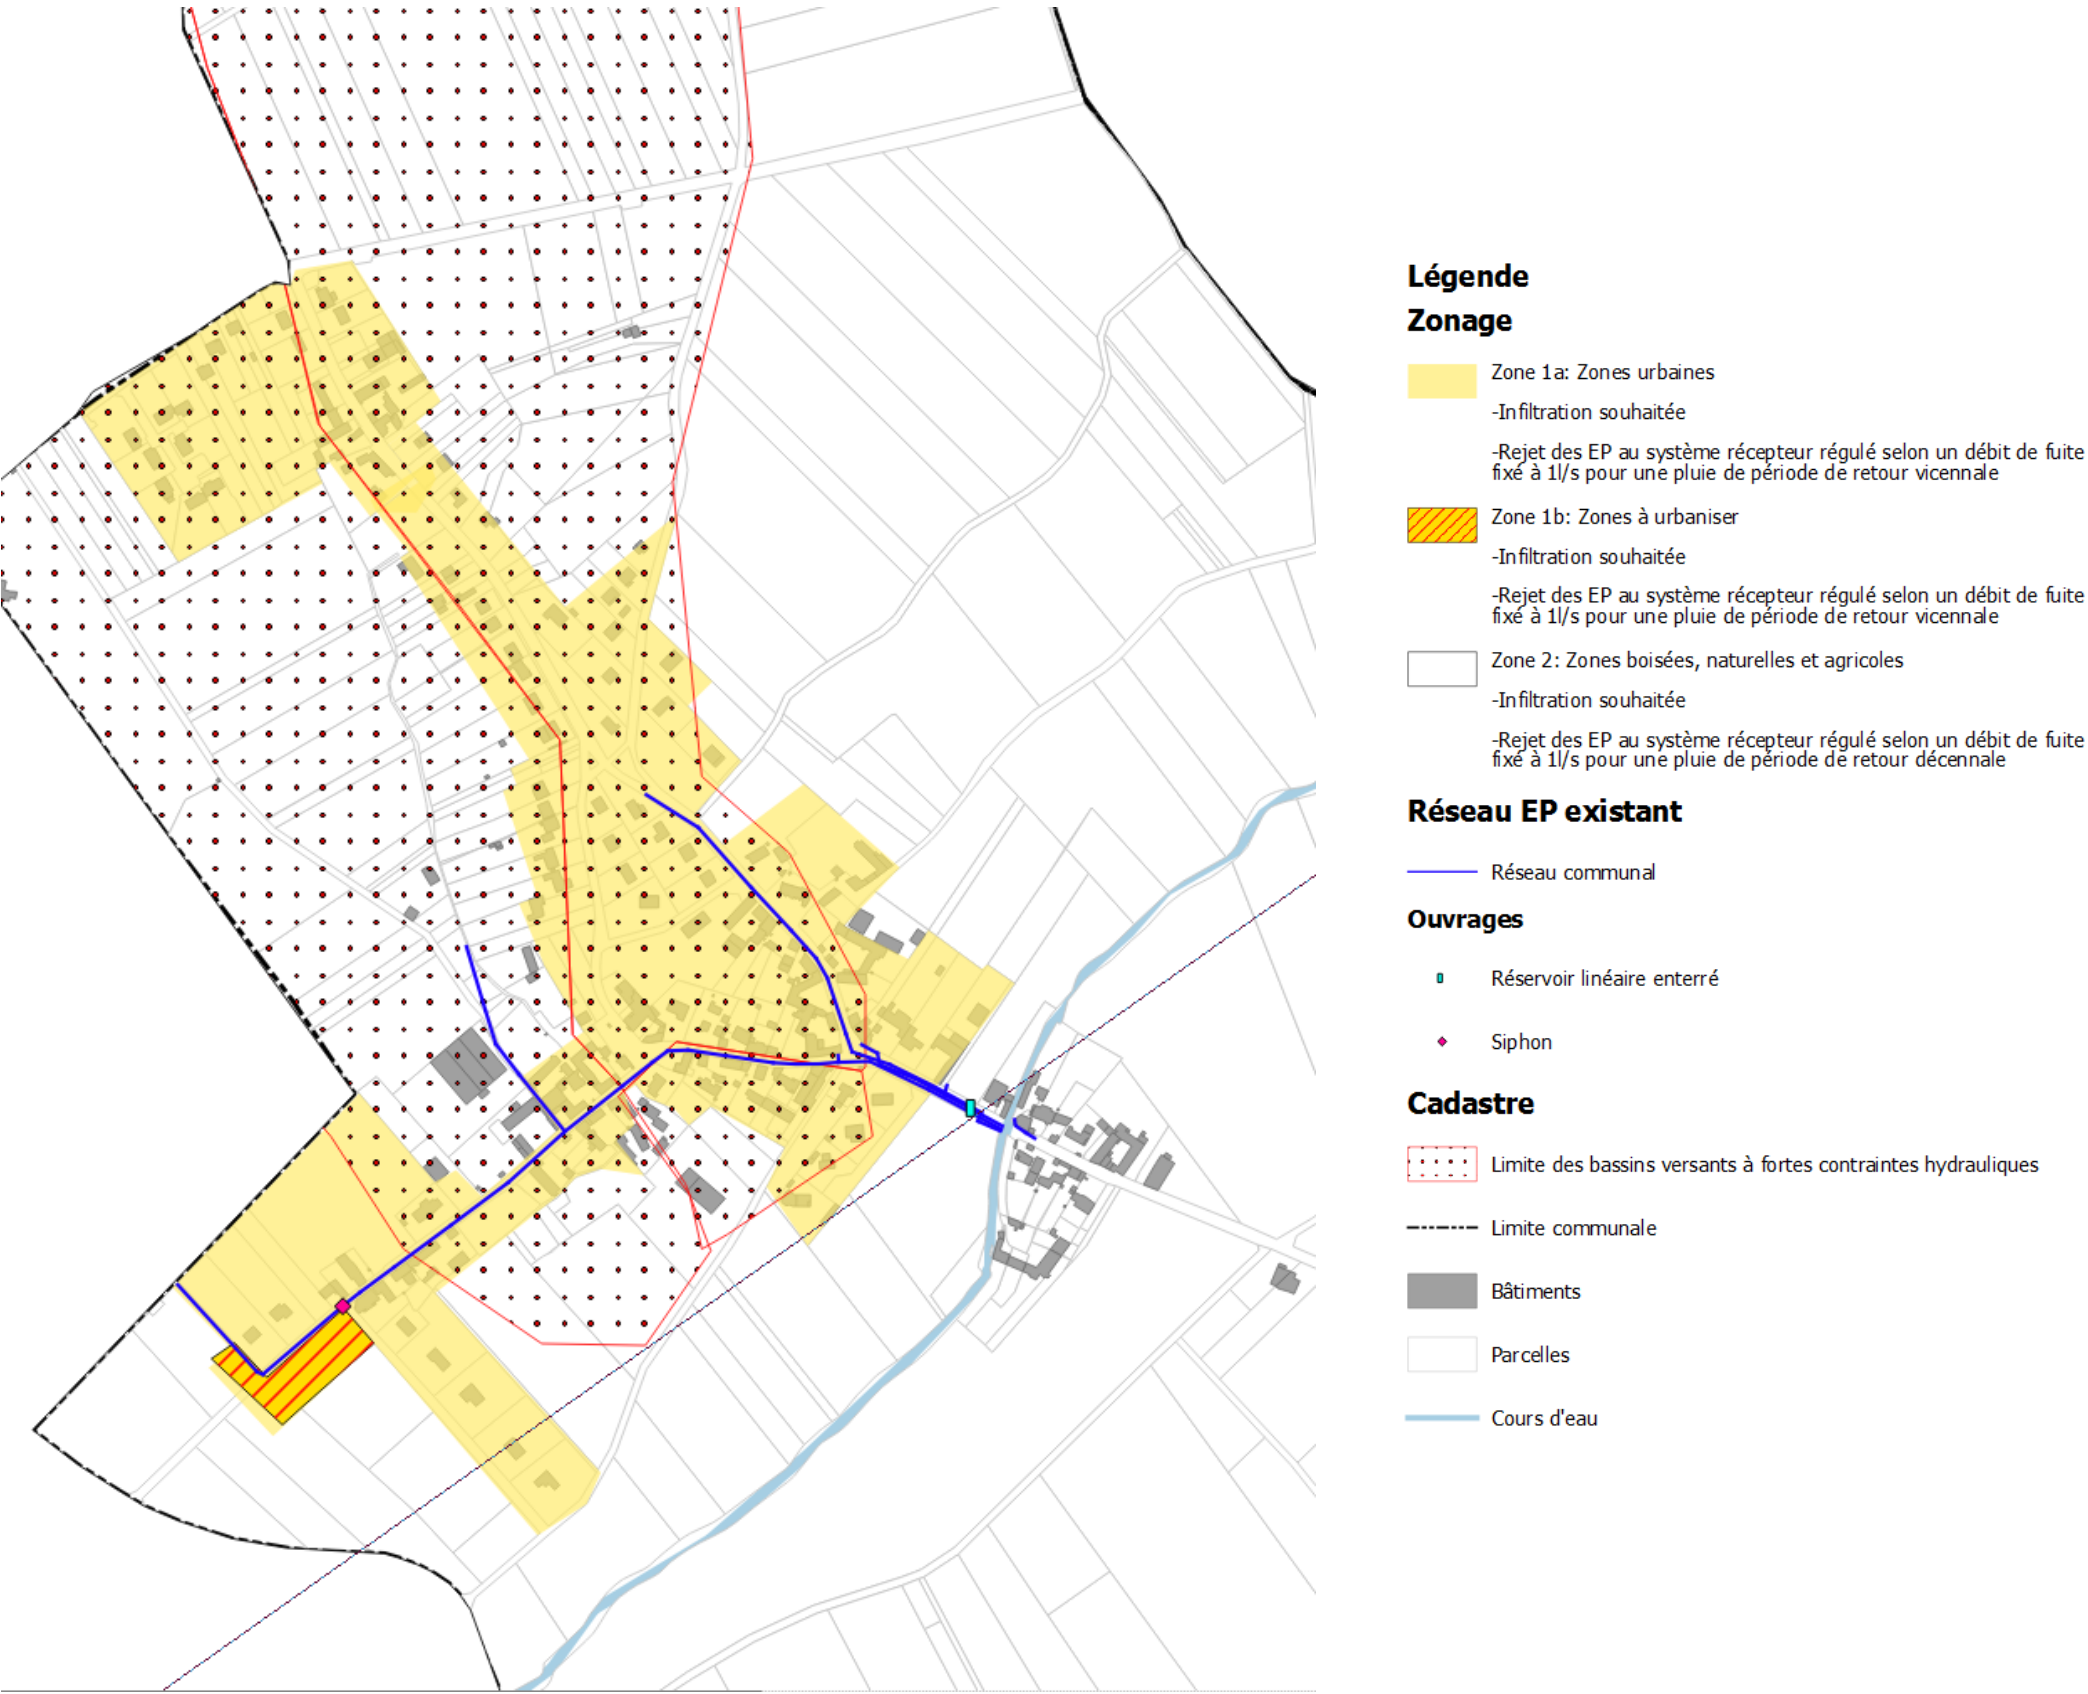 Légende
Zonage
Zone 1a: Zones urbaines
-Infiltration souhaitée
-Rejet des EP au système récepteur régulé selon un débit de fuite
fixé à 1l/s pour une pluie de période de retour vicennale
Zone 1b: Zones à urbaniser
-Infiltration souhaitée
-Rejet des EP au système récepteur régulé selon un débit de fuite
fixé à 1l/s pour une pluie de période de retour vicennale
Zone 2: Zones boisées, naturelles et agricoles
-Infiltration souhaitée
-Rejet des EP au système récepteur régulé selon un débit de fuite
fixé à 1l/s pour une pluie de période de retour décennale
Réseau EP existant
Réseau communal
Ouvrages
Réservoir linéaire enterré
Siphon
Cadastre
Limite des bassins versants à fortes contraintes hydrauliques
Limite communale
Bâtiments
Parcelles
Cours d'eau